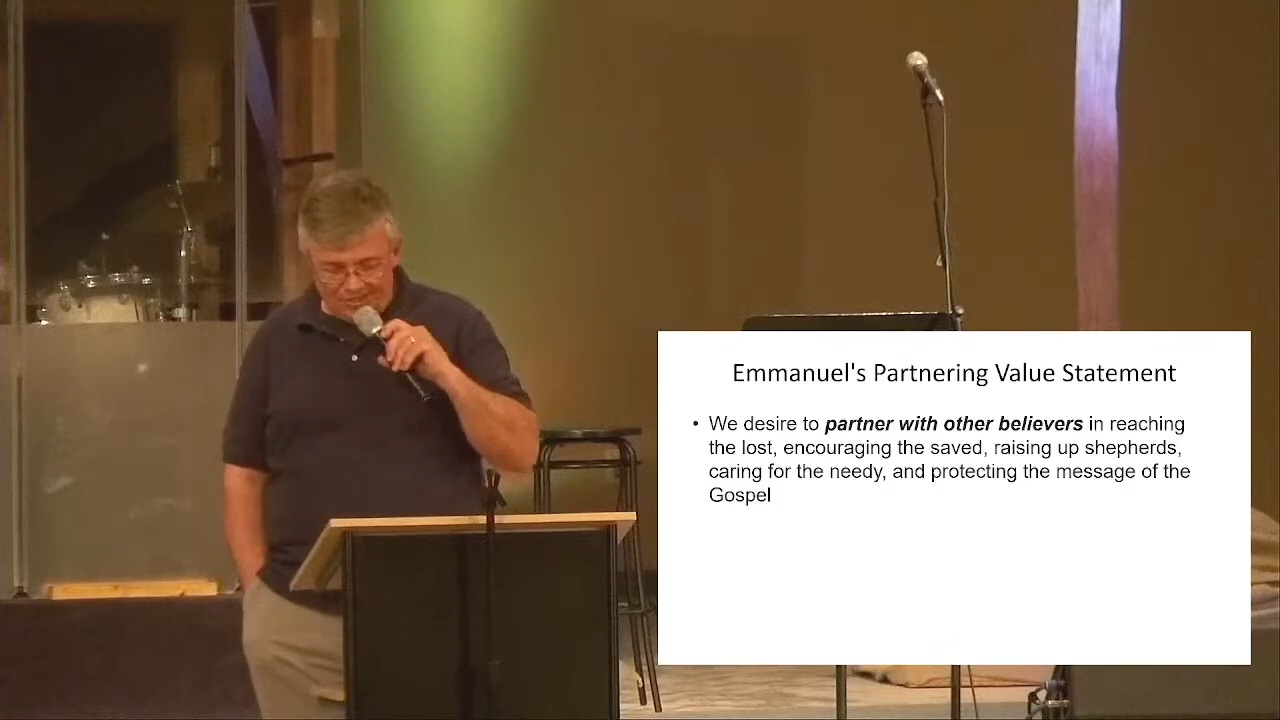 Emmanuel's Partnering Value Statement
• We desire to partner with other believers in reaching
the lost, encouraging the saved, raising up shepherds,
caring for the needy, and protecting the message of the
Gospel